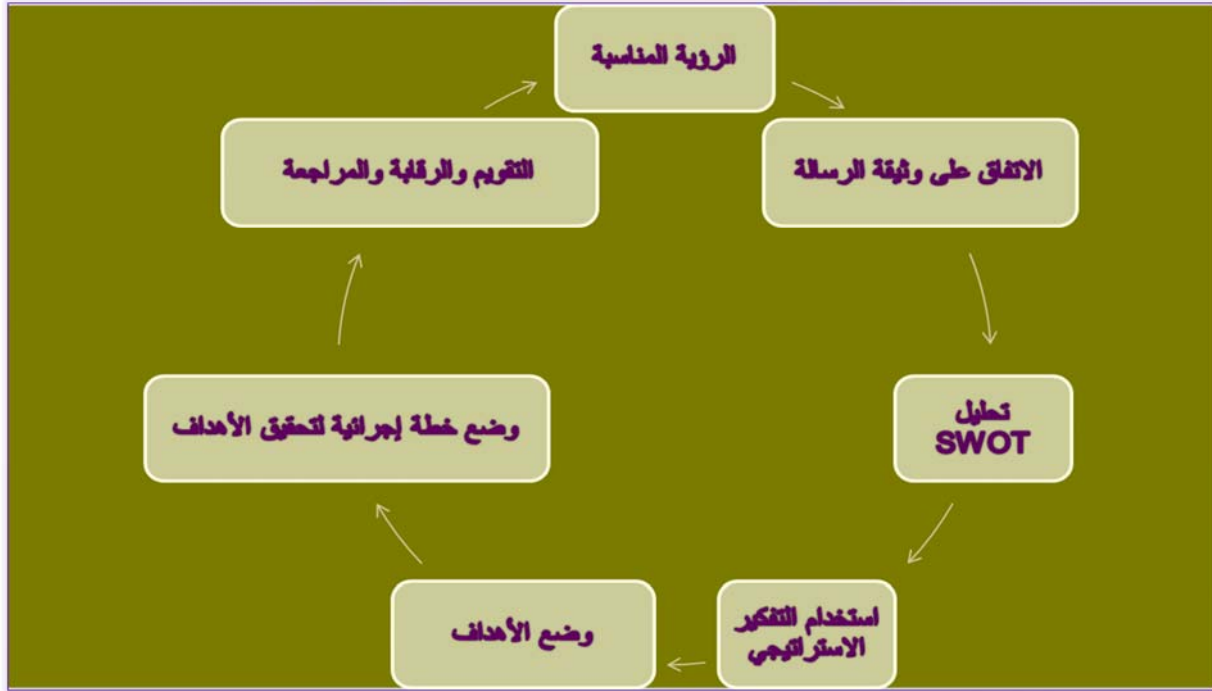 الرؤية المناسبة
الاتفاق على وثيقة الرسالة
تحليل
SWOT
استخدام التفكير
الاستراتيجي
وضع الأهداف
وضع خطة إجرائية لتحقيق الأهداف
التقويم والرقابة والمراجعة